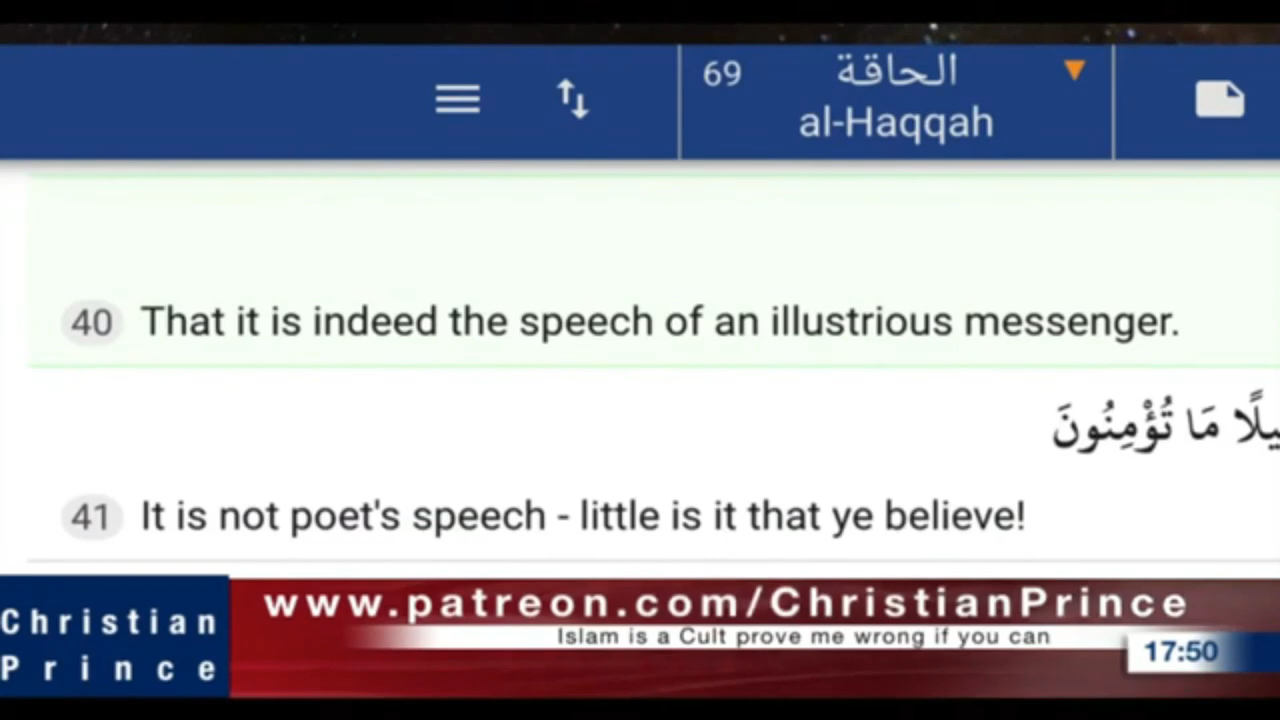 69
الحاقة
al-Haqqah
40 That it is indeed the speech of an illustrious messenger.
مَا تُؤْمِنُونَ
41 It is not poet's speech - little is it that ye believe!
Christian
Prince
www.patreon.com/ChristianPrince
Islam is a Cult prove me wrong if you can
17:50